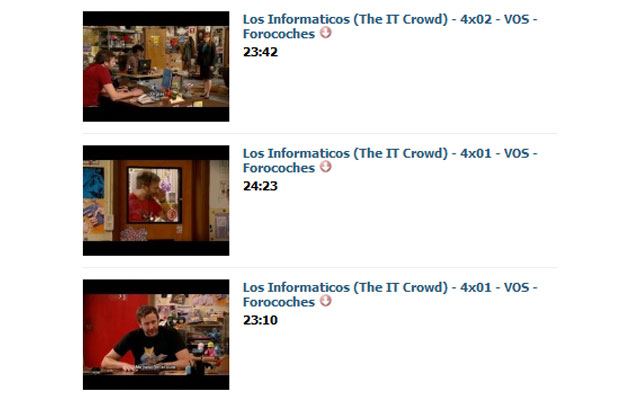 Los Informaticos (The IT Crowd) - 4x02 - VOS -
Forocoches
23:42
Los Informaticos (The IT Crowd) - 4x01 - VOS -
Forocoches
24:23
Los Informaticos (The IT Crowd) - 4x01 - VOS -
Forocoches
23:10